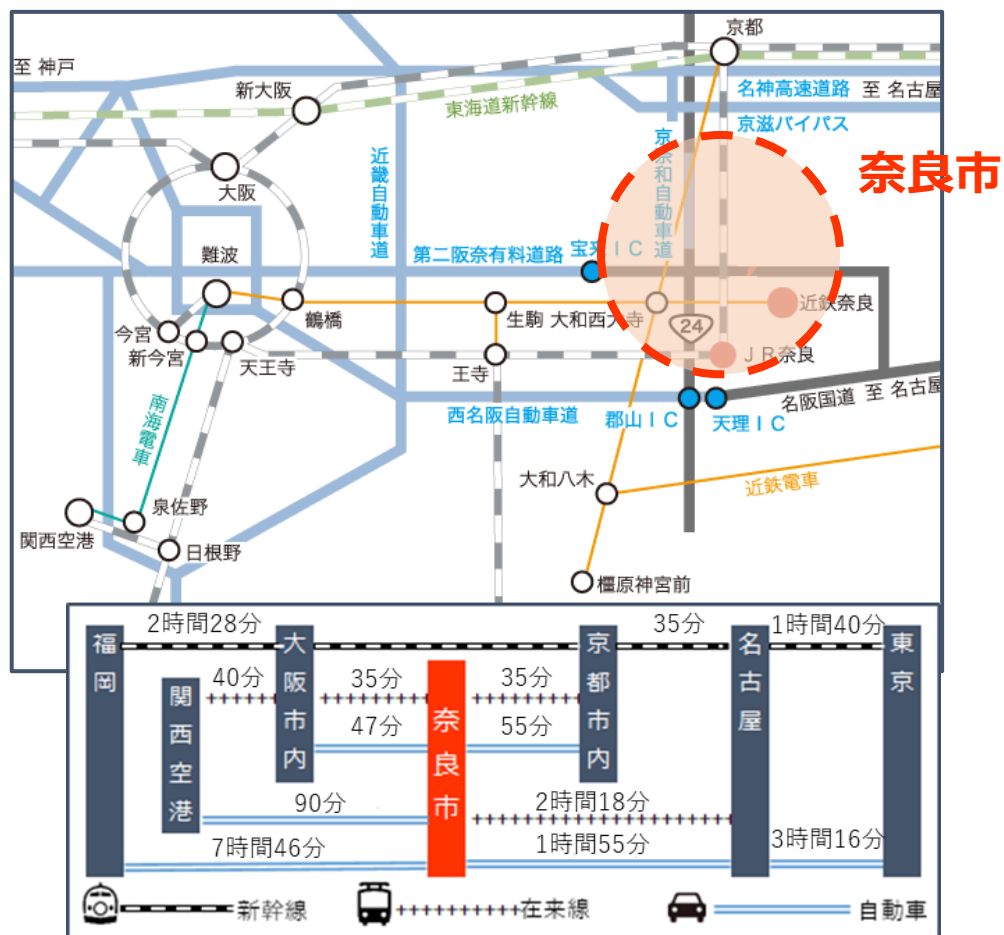 京都
至 神戸
新大阪
東海道新幹線
名神高速道路
至 名古屋
京滋バイパス
奈良市
大阪
近畿自動車道
京奈和自動車道
難波
第二阪奈有料道路
宝来ＩＣ
鶴橋
生駒
大和西大寺
近鉄奈良
24
今宮
新今宮
天王寺
王寺
ＪＲ奈良
南海電車
西名阪自動車道
郡山ＩＣ
天理ＩＣ
名阪国道
至 名古屋
大和八木
近鉄電車
泉佐野
関西空港
日根野
橿原神宮前
2時間28分
35分
1時間40分
福岡
大阪市内
京都市内
名古屋
東京
40分
35分
35分
関西空港
奈良市
47分
55分
90分
2時間18分
7時間46分
1時間55分
3時間16分
新幹線
在来線
自動車